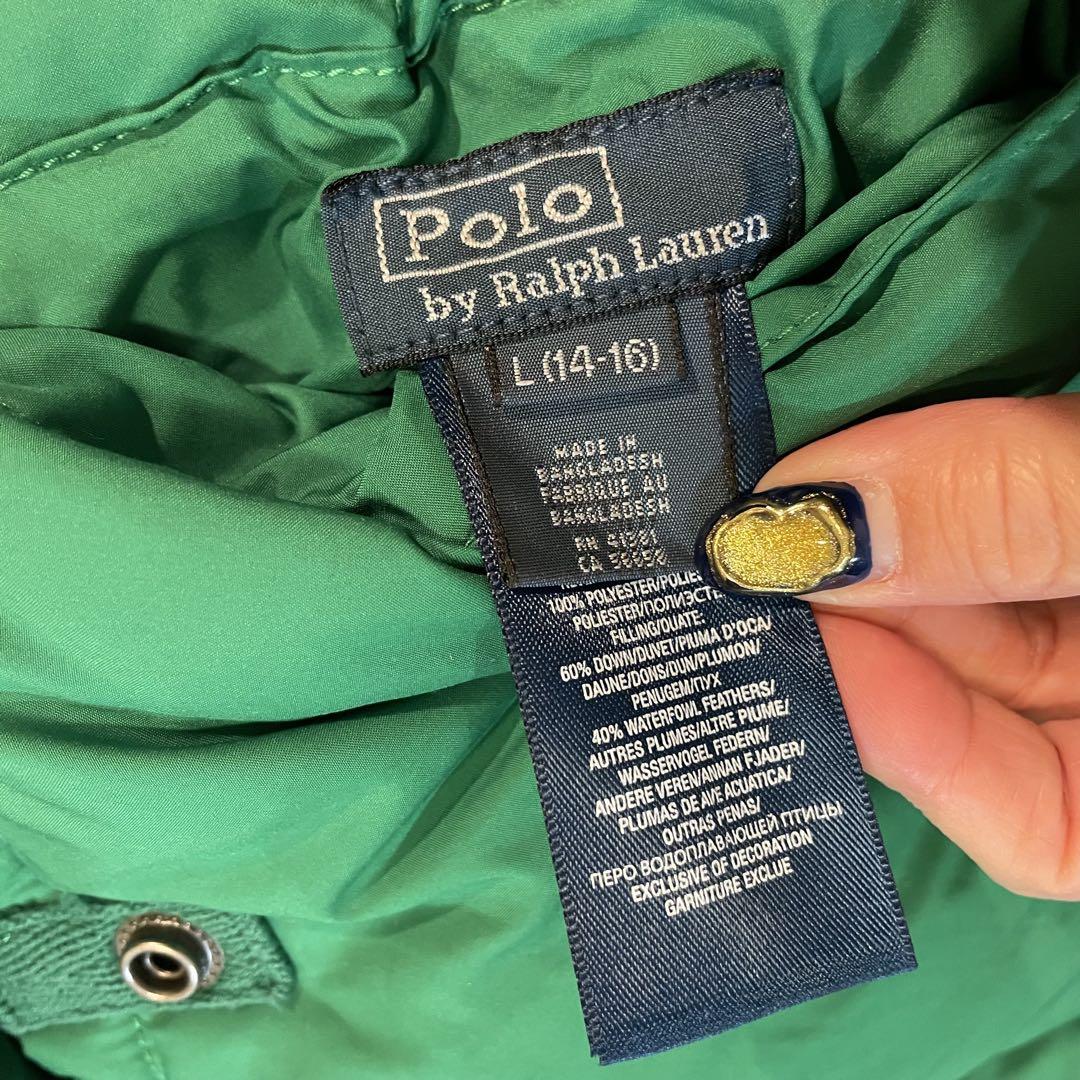 Polo
by Ralph Lauren
L (14-16)
MADE IN
BANGLADESH
FABRIQUE AU
BANGLADESH
RN 41381
CA
100% POLYESTER/
POLIESTER/
FILLING/OUATE:
60% DOWN/DUVET/PIUMA D'OCA/
DAUNE/DONS/DUN/PLUMON/
PENUGEM/ПУХ
40% WATERFOWL FEATHERS/
AUTRES PLUMES/ALTRE PIUME/
WASSERVOGEL FEDERN/
ANDERE VEREN/ANNAN FJADER/
PLUMAS DE AVE ACUATICA/
OUTRAS PENAS/
ПЕРО ВОДОПЛАВАЮЩЕЙ ПТИЦЫ
EXCLUSIVE OF DECORATION
GARNITURE EXCLUE